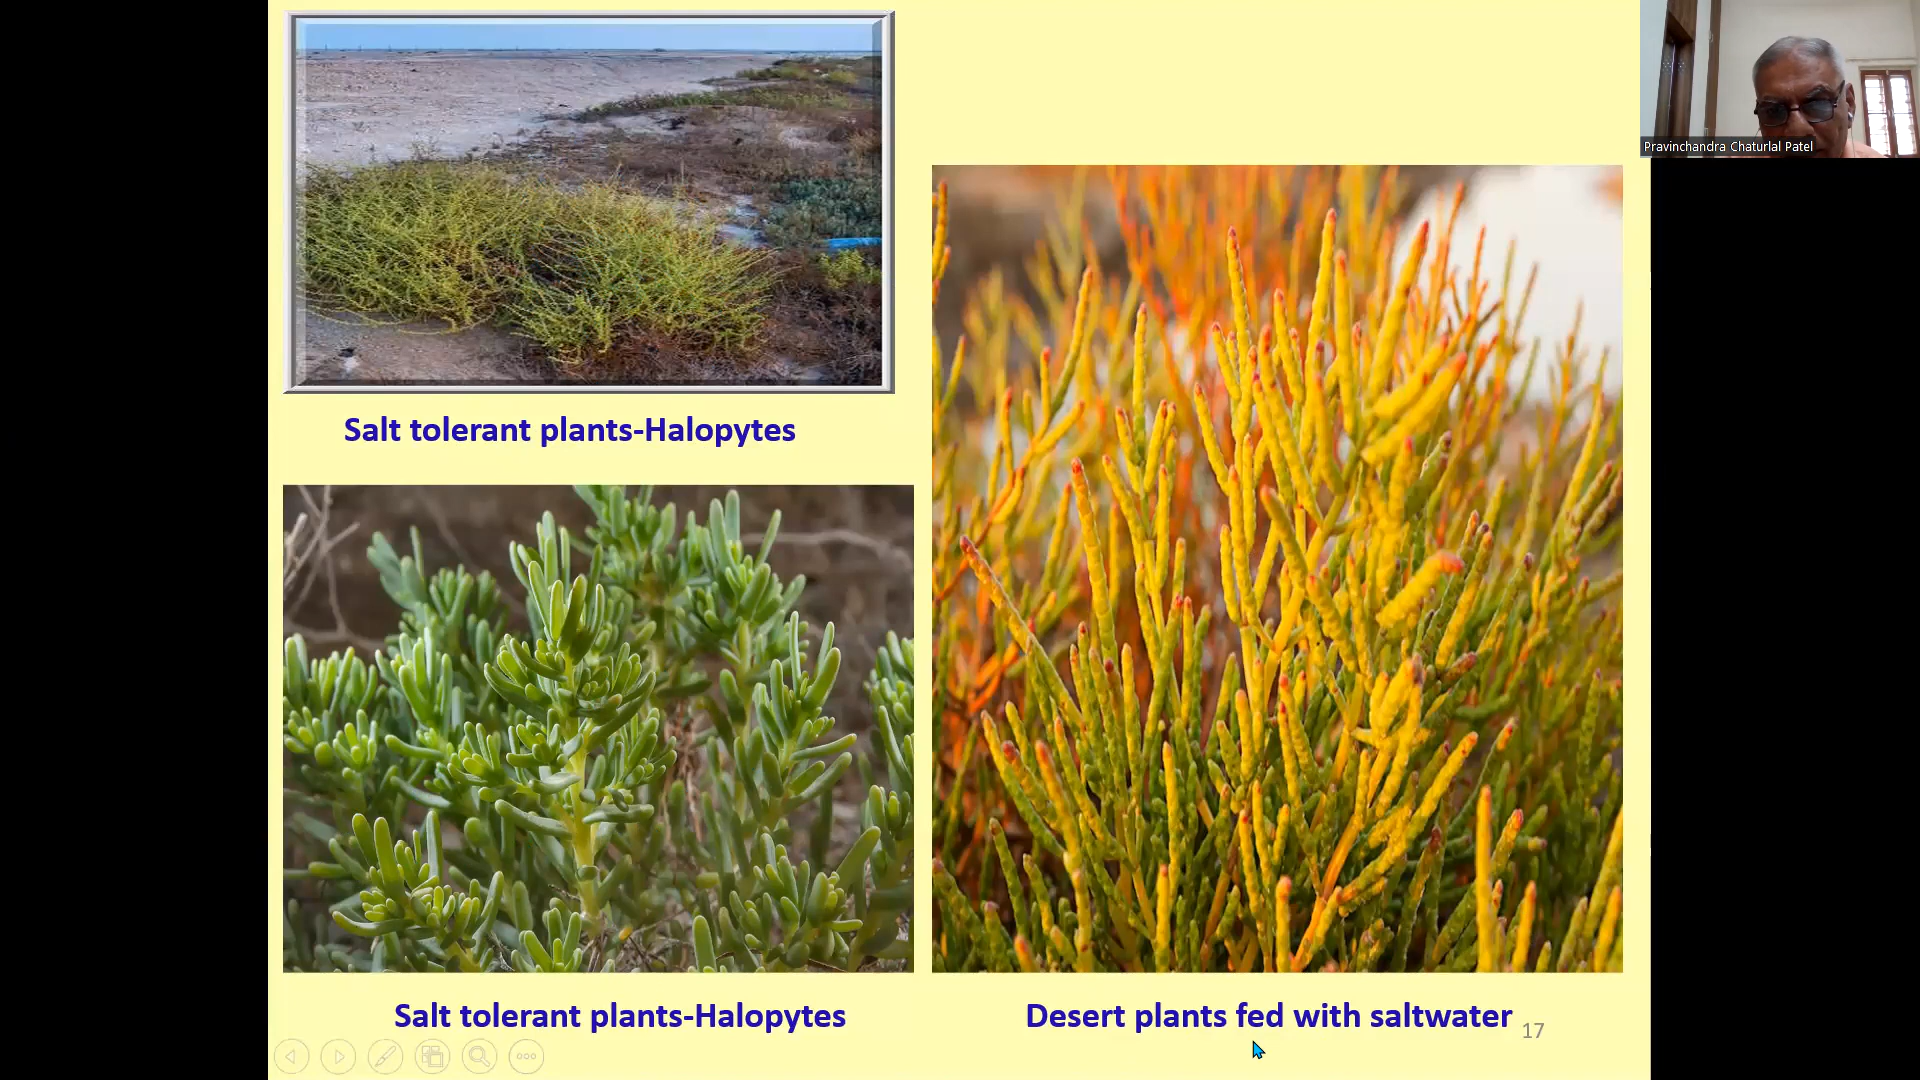 Pravinchandra Chaturlal Patel
Salt tolerant plants-Halopytes
Salt tolerant plants-Halopytes
Desert plants fed with saltwater
17